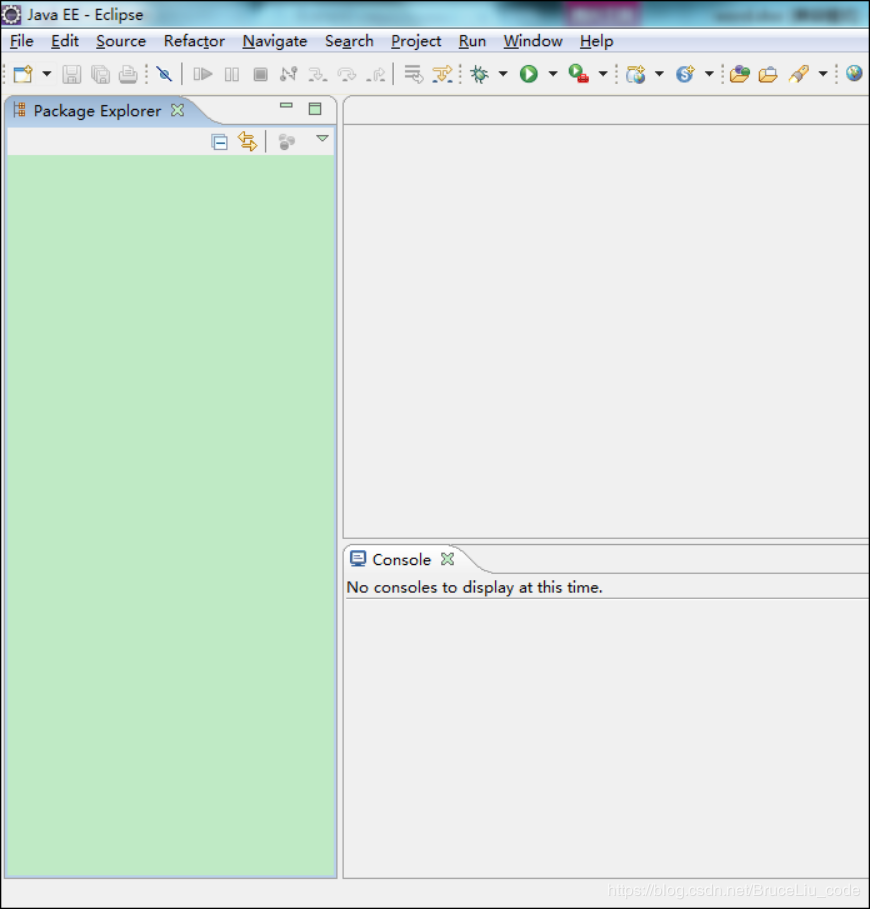 Java EE - Eclipse
File Edit Source Refactor Navigate Search Project Run Window Help
Package Explorer
Console
No consoles to display at this time.
https://blog.csdn.net/BruceLiu_code